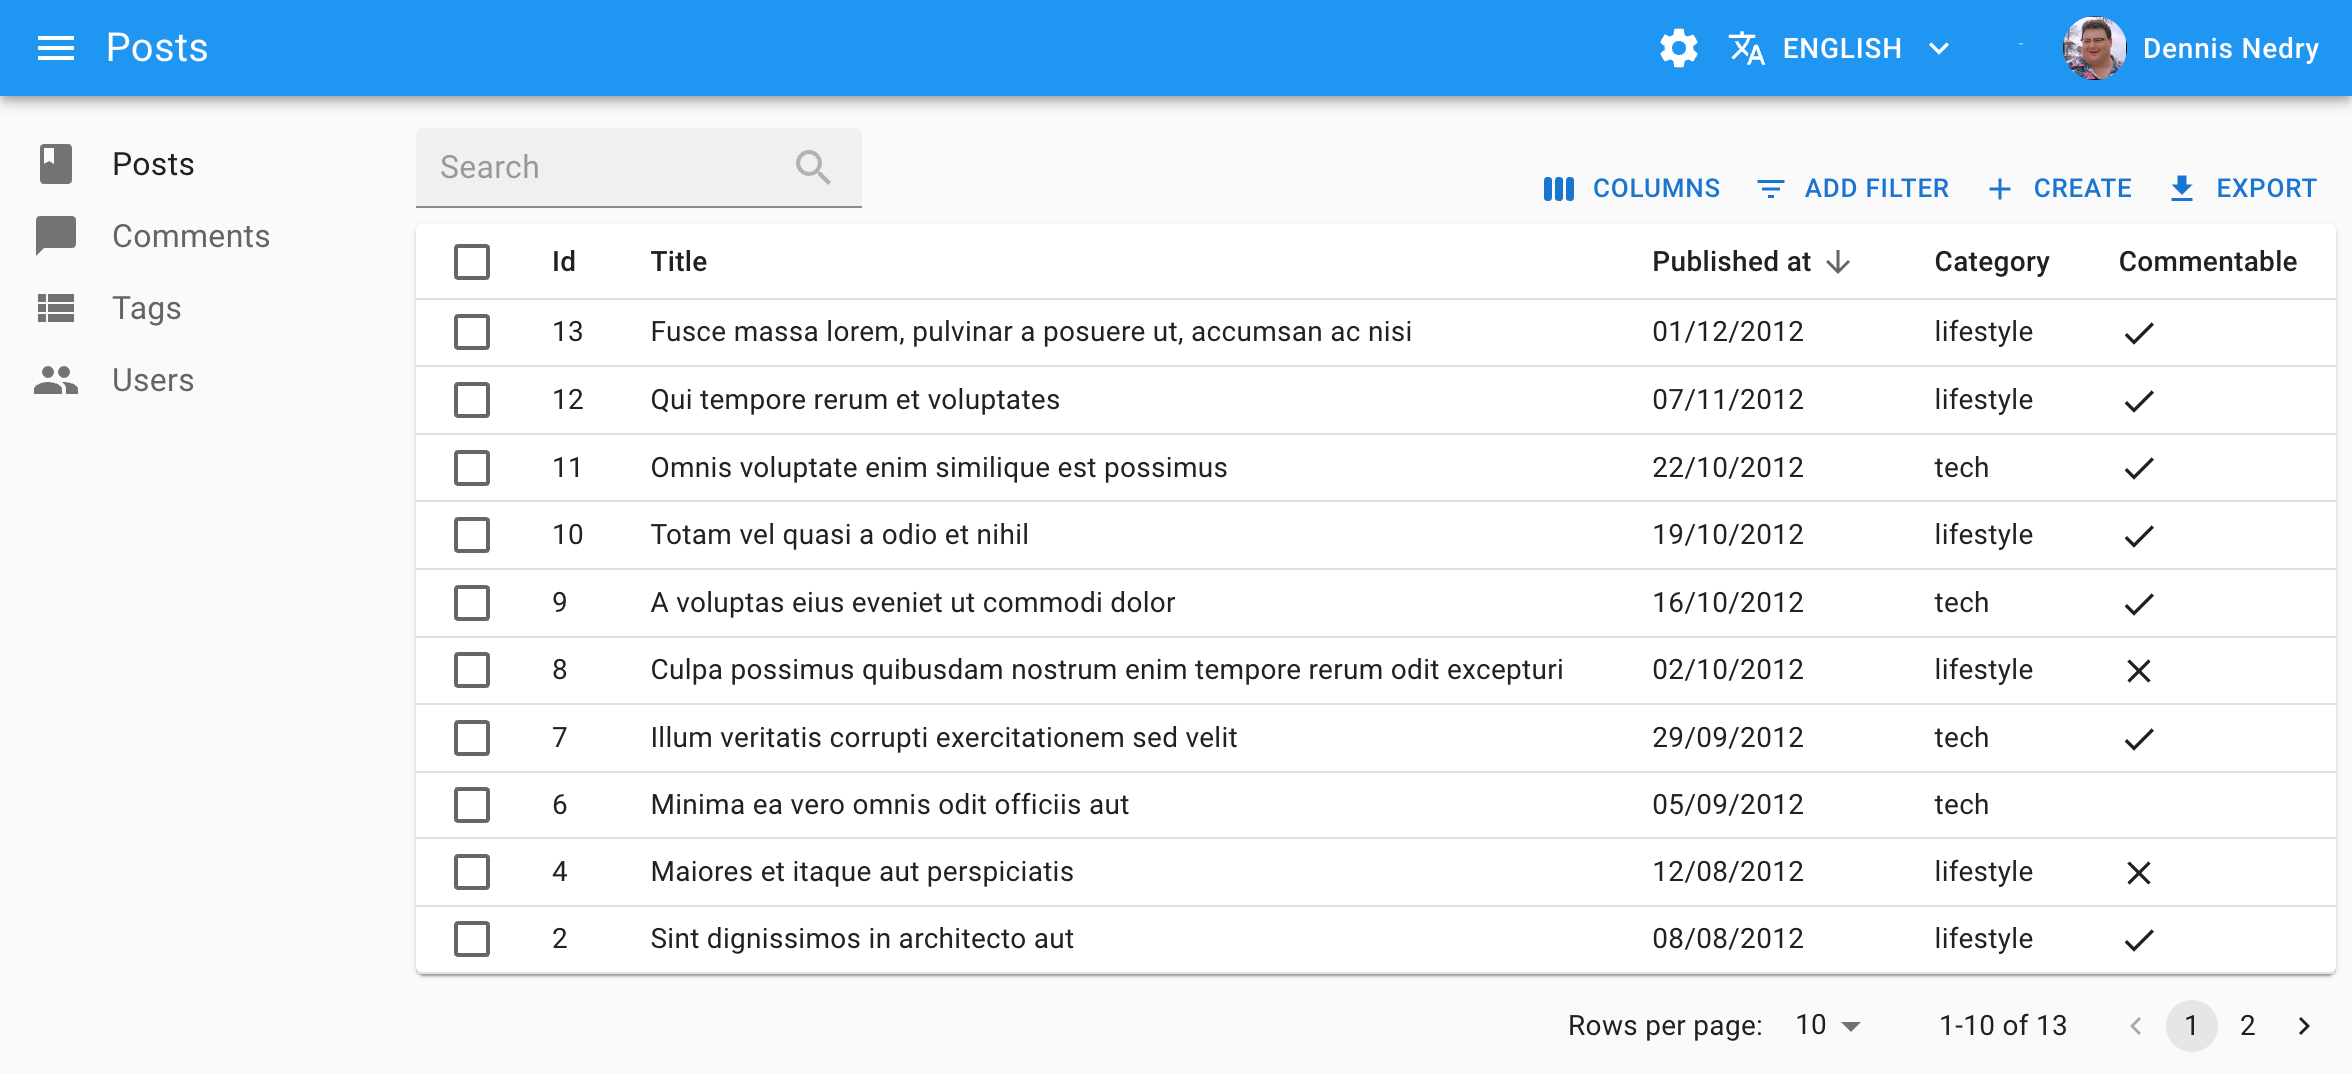 Posts ENGLISH Dennis Nedry
Posts
Comments
Tags
Users
Search
COLUMNS ADD FILTER CREATE EXPORT
Id Title Published at Category Commentable
13 Fusce massa lorem, pulvinar a posuere ut, accumsan ac nisi 01/12/2012 lifestyle
12 Qui tempore rerum et voluptates 07/11/2012 lifestyle
11 Omnis voluptate enim similique est possimus 22/10/2012 tech
10 Totam vel quasi a odio et nihil 19/10/2012 lifestyle
9 A voluptas eius eveniet ut commodi dolor 16/10/2012 tech
8 Culpa possimus quibusdam nostrum enim tempore rerum odit excepturi 02/10/2012 lifestyle
7 Illum veritatis corrupti exercitationem sed velit 29/09/2012 tech
6 Minima ea vero omnis odit officiis aut 05/09/2012 tech
4 Maiores et itaque aut perspiciatis 12/08/2012 lifestyle
2 Sint dignissimos in architecto aut 08/08/2012 lifestyle
Rows per page: 10 1-10 of 13 1 2